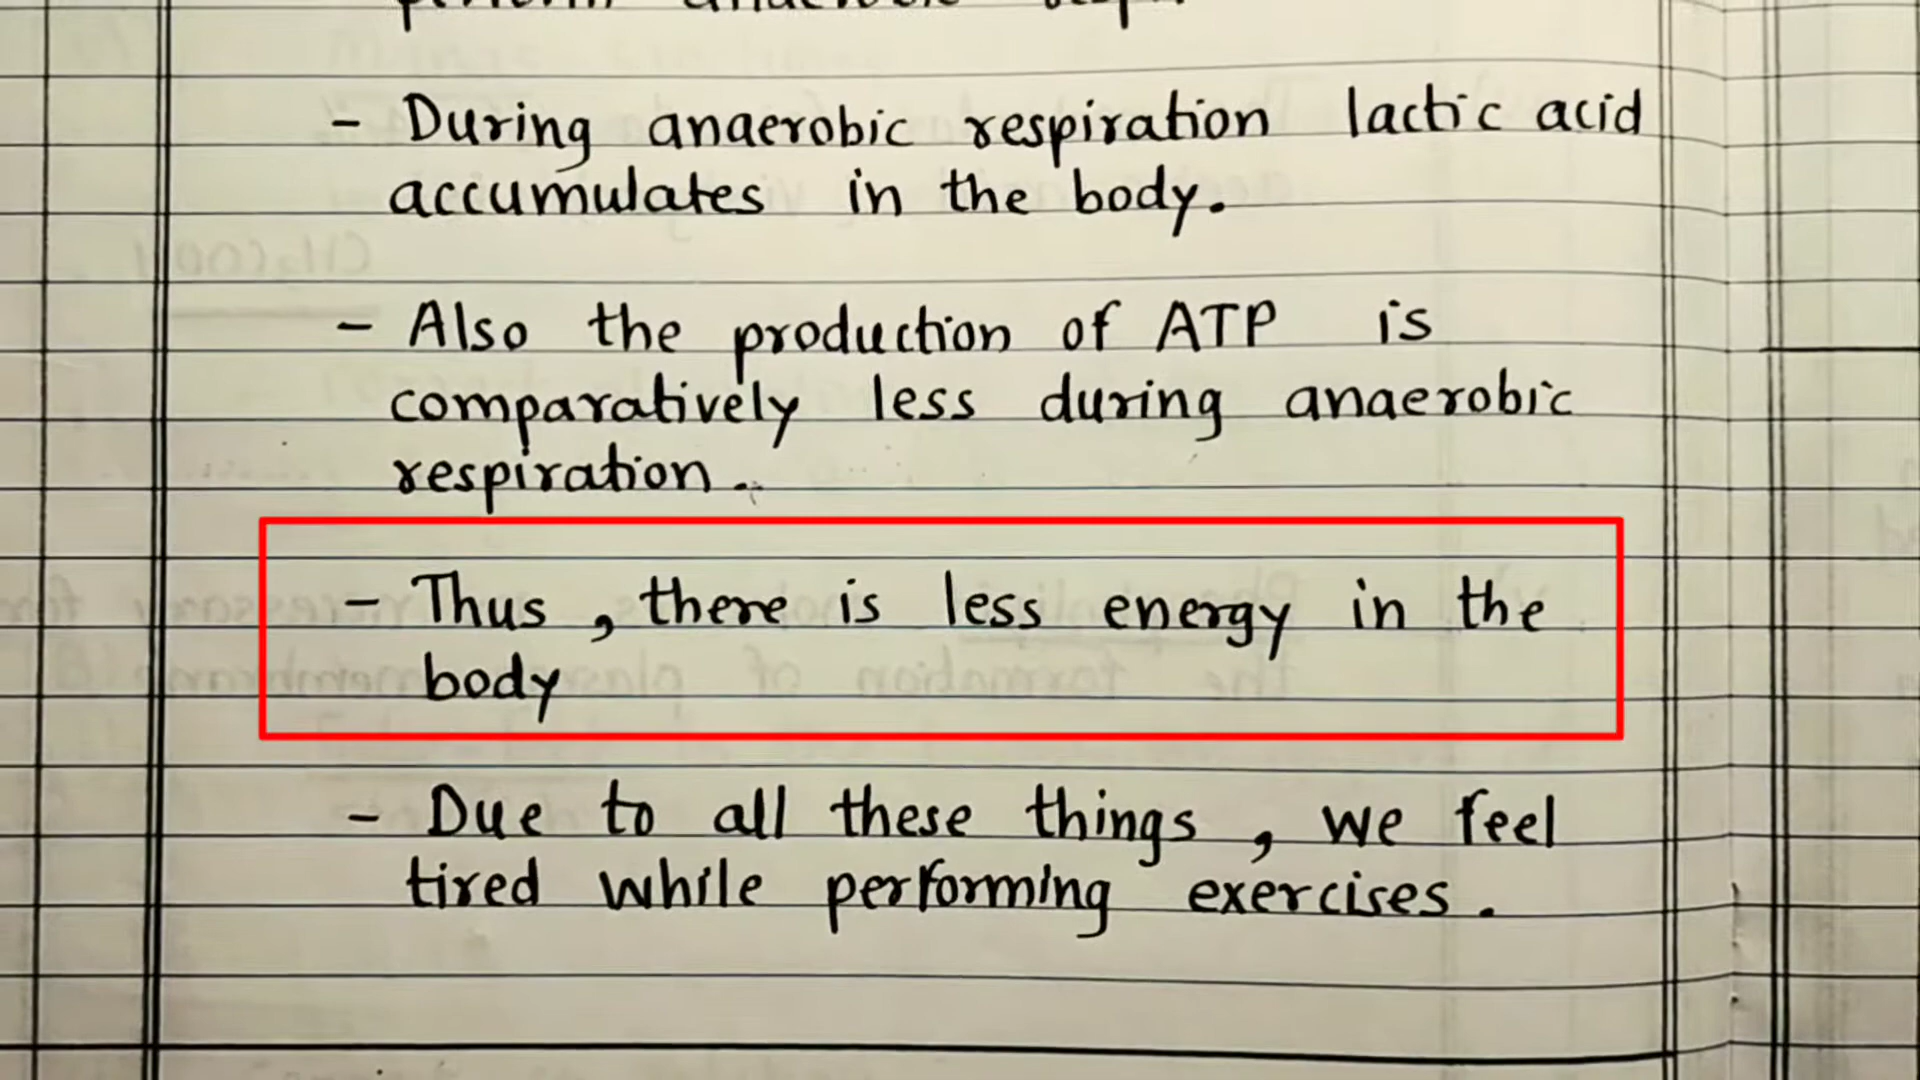 perform anaerobic
- During anaerobic respiration lactic acid
accumulates in the body.
- Also the production of ATP is
comparatively less during anaerobic
respiration.
- Thus, there is less energy in the
body
- Due to all these things, we feel
tired while performing exercises.